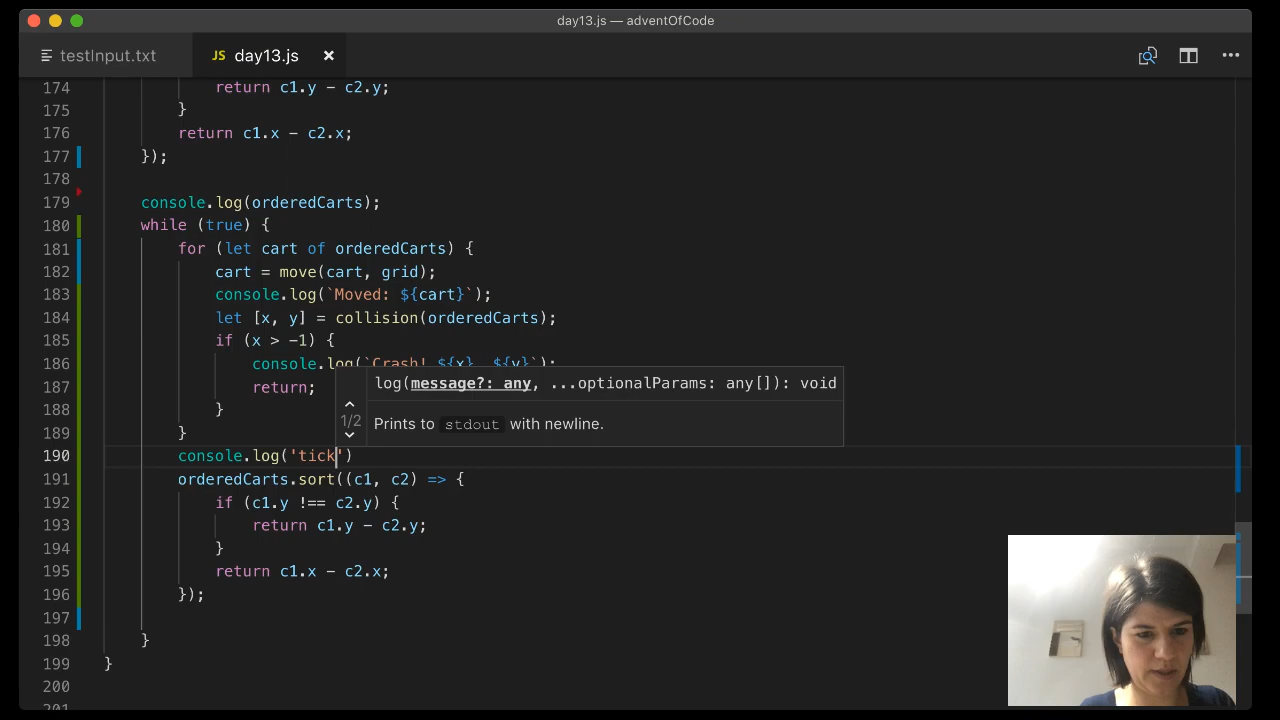 day13.js — adventOfCode
testInput.txt
JS day13.js ×
174 return c1.y - c2.y;
175 }
176 return c1.x - c2.x;
177 });
178
179 console.log(orderedCarts);
180 while (true) {
181 for (let cart of orderedCarts) {
182 cart = move(cart, grid);
183 console.log(`Moved: ${cart}`);
184 let [x, y] = collision(orderedCarts);
185 if (x > -1) {
186 console.log(`Crash! ${x}, ${y}`);
187 return;
188 }
189 }
log(message?: any, ...optionalParams: any[]): void
1/2
Prints to stdout with newline.
190 console.log('tick')
191 orderedCarts.sort((c1, c2) => {
192 if (c1.y !== c2.y) {
193 return c1.y - c2.y;
194 }
195 return c1.x - c2.x;
196 });
197
198 }
199 }
200
201